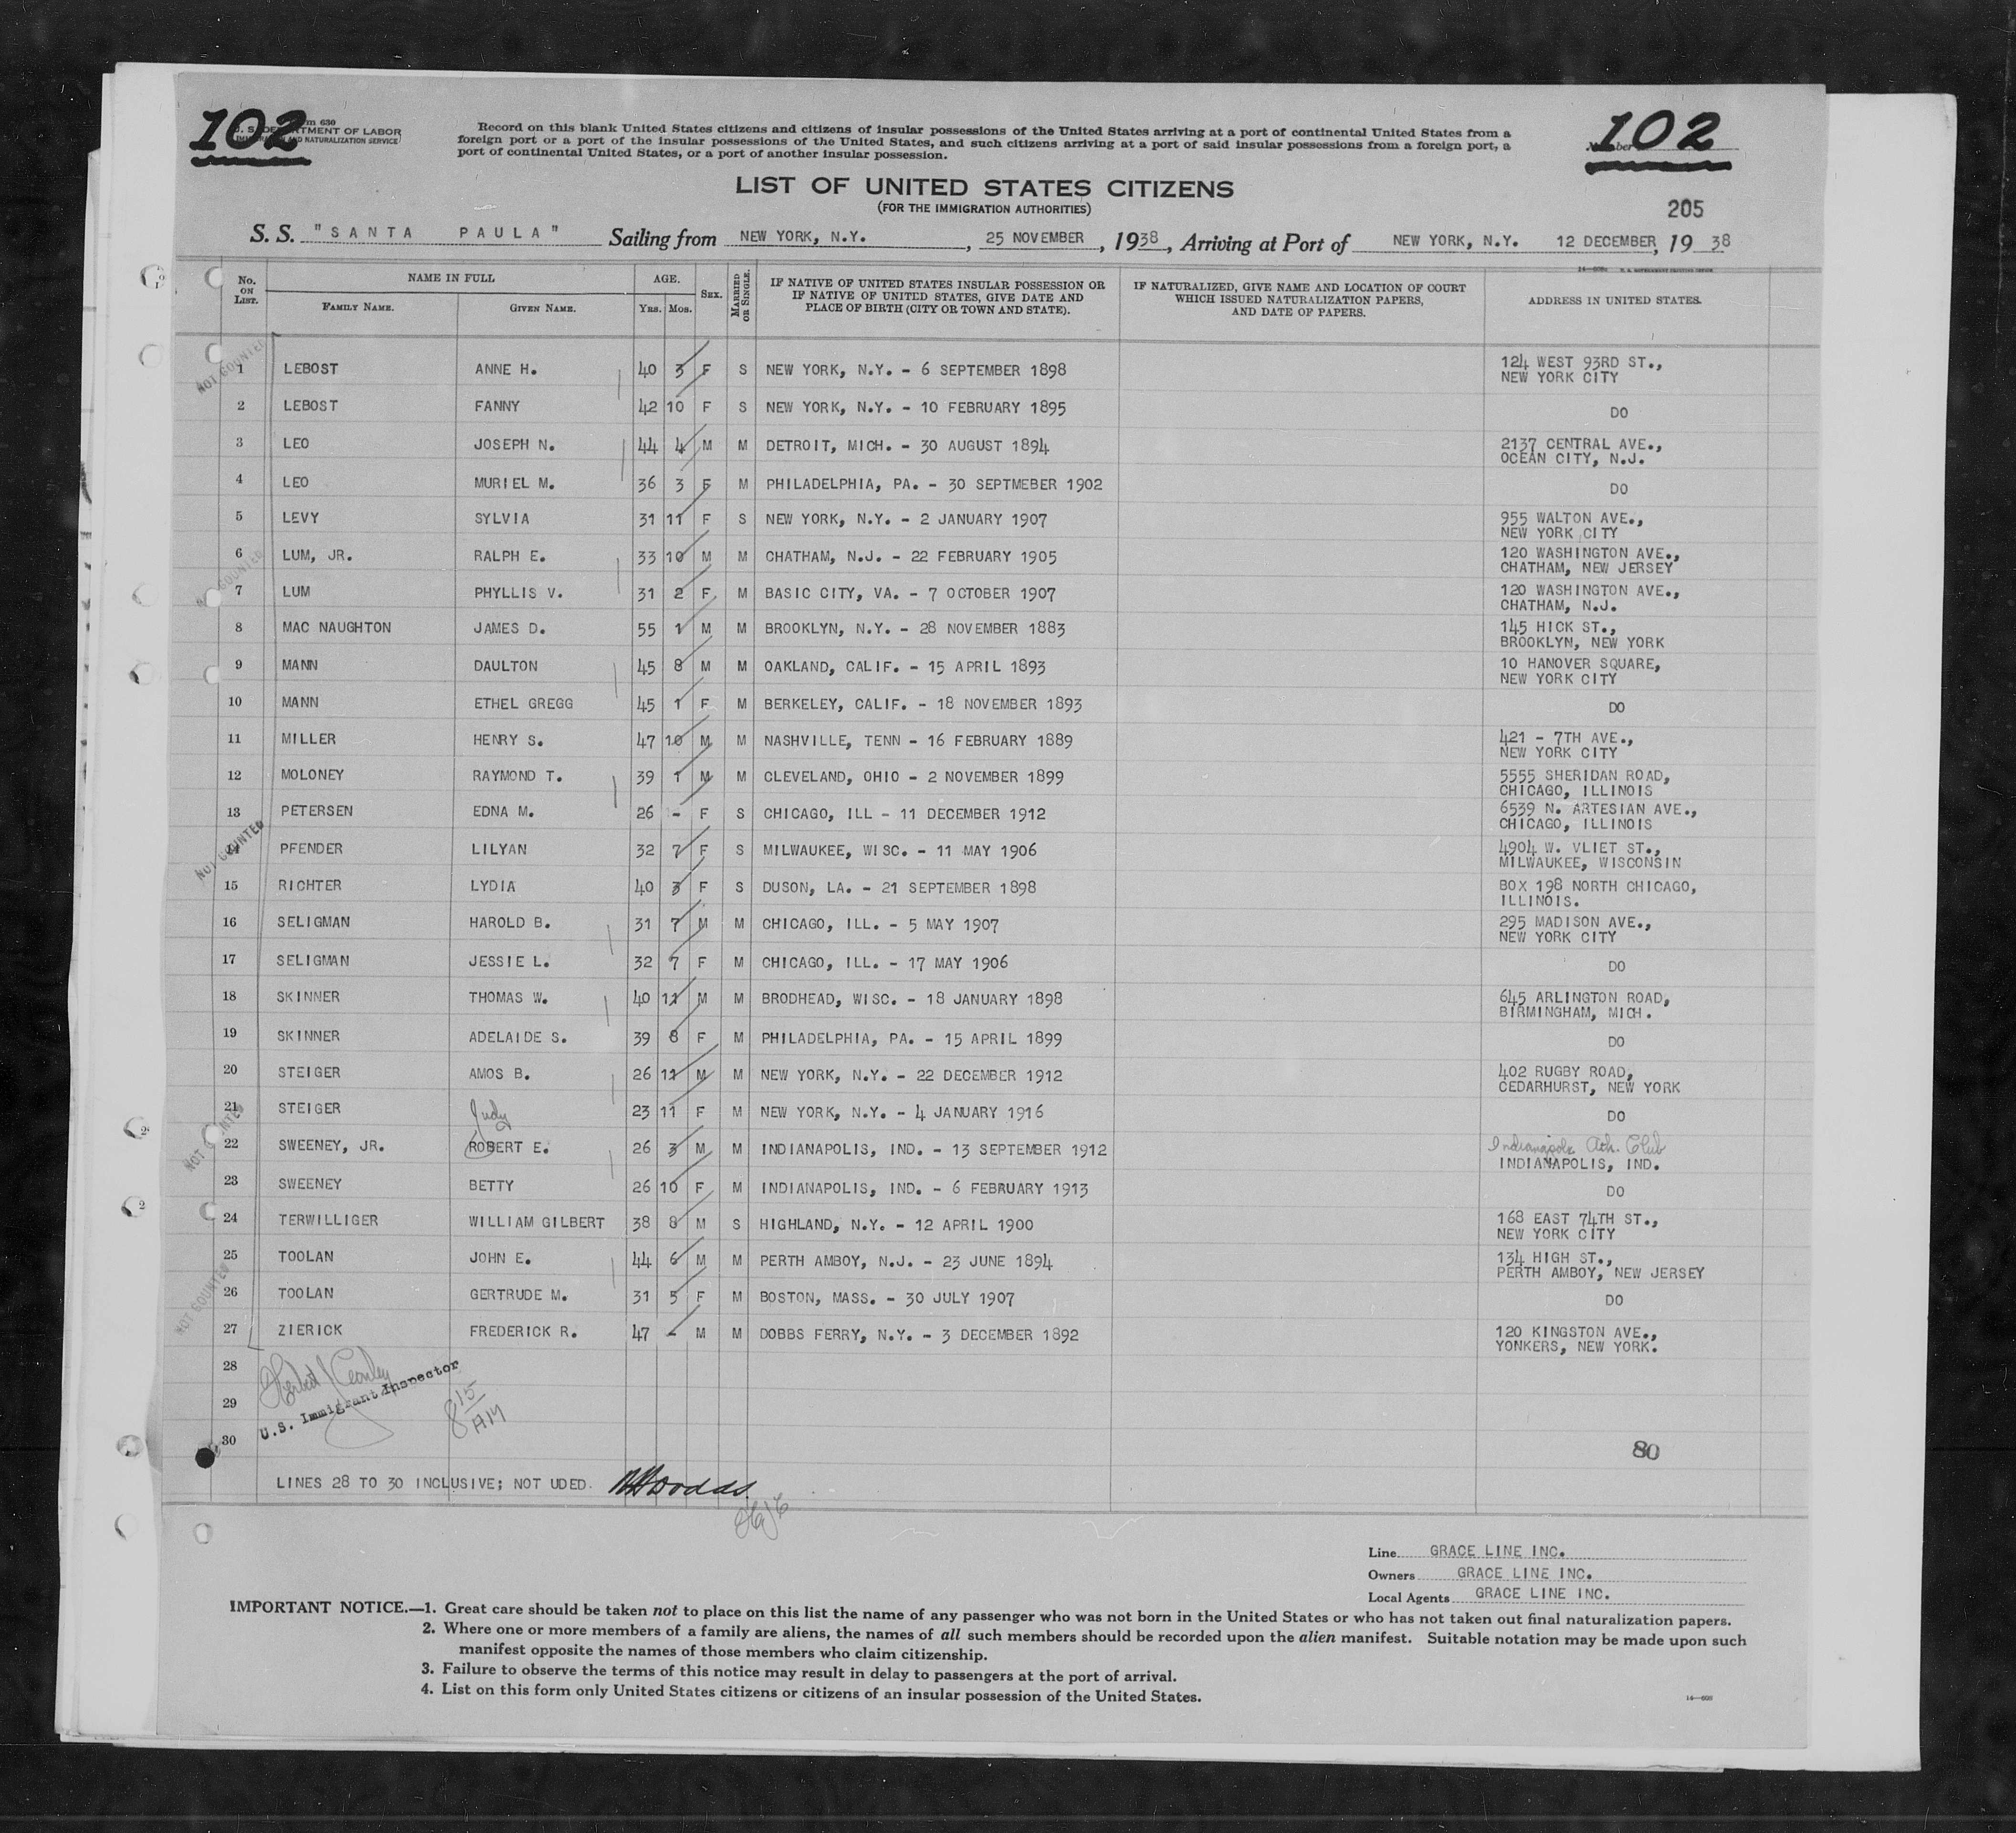 102
Form 630
U. S. DEPARTMENT OF LABOR
IMMIGRATION AND NATURALIZATION SERVICE
Record on this blank United States citizens and citizens of insular possessions of the United States arriving at a port of continental United States from a
foreign port or a port of the insular possessions of the United States, and such citizens arriving at a port of said insular possessions from a foreign port, a
port of continental United States, or a port of another insular possession.
102
LIST OF UNITED STATES CITIZENS
(FOR THE IMMIGRATION AUTHORITIES)
205
S. S. "SANTA PAULA" Sailing from NEW YORK, N.Y., 25 NOVEMBER, 1938, Arriving at Port of NEW YORK, N.Y. 12 DECEMBER, 1938
No. ON LIST. NAME IN FULL FAMILY NAME. GIVEN NAME. AGE. YRS. MOS. SEX. MARRIED OR SINGLE. IF NATIVE OF UNITED STATES INSULAR POSSESSION OR IF NATIVE OF UNITED STATES, GIVE DATE AND PLACE OF BIRTH (CITY OR TOWN AND STATE). IF NATURALIZED, GIVE NAME AND LOCATION OF COURT WHICH ISSUED NATURALIZATION PAPERS, AND DATE OF PAPERS. ADDRESS IN UNITED STATES.
NOT COUNTED
1 LEBOST ANNE H. 40 3 F S NEW YORK, N.Y. - 6 SEPTEMBER 1898 124 WEST 93RD ST., NEW YORK CITY
2 LEBOST FANNY 42 10 F S NEW YORK, N.Y. - 10 FEBRUARY 1895 DO
3 LEO JOSEPH N. 44 4 M M DETROIT, MICH. - 30 AUGUST 1894 2137 CENTRAL AVE., OCEAN CITY, N.J.
4 LEO MURIEL M. 36 3 F M PHILADELPHIA, PA. - 30 SEPTMEBER 1902 DO
5 LEVY SYLVIA 31 11 F S NEW YORK, N.Y. - 2 JANUARY 1907 955 WALTON AVE., NEW YORK CITY
6 LUM, JR. RALPH E. 33 10 M M CHATHAM, N.J. - 22 FEBRUARY 1905 120 WASHINGTON AVE., CHATHAM, NEW JERSEY
NOT COUNTED
7 LUM PHYLLIS V. 31 2 F M BASIC CITY, VA. - 7 OCTOBER 1907 120 WASHINGTON AVE., CHATHAM, N.J.
8 MAC NAUGHTON JAMES D. 55 1 M M BROOKLYN, N.Y. - 28 NOVEMBER 1883 145 HICK ST., BROOKLYN, NEW YORK
9 MANN DAULTON 45 8 M M OAKLAND, CALIF. - 15 APRIL 1893 10 HANOVER SQUARE, NEW YORK CITY
10 MANN ETHEL GREGG 45 1 F M BERKELEY, CALIF. - 18 NOVEMBER 1893 DO
11 MILLER HENRY S. 47 10 M M NASHVILLE, TENN - 16 FEBRUARY 1889 421 - 7TH AVE., NEW YORK CITY
12 MOLONEY RAYMOND T. 39 1 M M CLEVELAND, OHIO - 2 NOVEMBER 1899 5555 SHERIDAN ROAD, CHICAGO, ILLINOIS
13 PETERSEN EDNA M. 26 - F S CHICAGO, ILL - 11 DECEMBER 1912 6539 N. ARTESIAN AVE., CHICAGO, ILLINOIS
NOT COUNTED
14 PFENDER LILYAN 32 7 F S MILWAUKEE, WISC. - 11 MAY 1906 4904 W. VLIET ST., MILWAUKEE, WISCONSIN
15 RICHTER LYDIA 40 3 F S DUSON, LA. - 21 SEPTEMBER 1898 BOX 198 NORTH CHICAGO, ILLINOIS.
16 SELIGMAN HAROLD B. 31 7 M M CHICAGO, ILL. - 5 MAY 1907 295 MADISON AVE., NEW YORK CITY
17 SELIGMAN JESSIE L. 32 7 F M CHICAGO, ILL. - 17 MAY 1906 DO
18 SKINNER THOMAS W. 40 11 M M BRODHEAD, WISC. - 18 JANUARY 1898 645 ARLINGTON ROAD, BIRMINGHAM, MICH.
19 SKINNER ADELAIDE S. 39 8 F M PHILADELPHIA, PA. - 15 APRIL 1899 DO
20 STEIGER AMOS B. 26 11 M M NEW YORK, N.Y. - 22 DECEMBER 1912 402 RUGBY ROAD, CEDARHURST, NEW YORK
21 STEIGER Judy 23 11 F M NEW YORK, N.Y. - 4 JANUARY 1916 DO
NOT COUNTED
22 SWEENEY, JR. ROBERT E. 26 3 M M INDIANAPOLIS, IND. - 13 SEPTEMBER 1912 Indianapolis Ath. Club INDIANAPOLIS, IND.
23 SWEENEY BETTY 26 10 F M INDIANAPOLIS, IND. - 6 FEBRUARY 1913 DO
24 TERWILLIGER WILLIAM GILBERT 38 8 M S HIGHLAND, N.Y. - 12 APRIL 1900 168 EAST 74TH ST., NEW YORK CITY
25 TOOLAN JOHN E. 44 6 M M PERTH AMBOY, N.J. - 23 JUNE 1894 134 HIGH ST., PERTH AMBOY, NEW JERSEY
NOT COUNTED
26 TOOLAN GERTRUDE M. 31 5 F M BOSTON, MASS. - 30 JULY 1907 DO
27 ZIERICK FREDERICK R. 47 - M M DOBBS FERRY, N.Y. - 3 DECEMBER 1892 120 KINGSTON AVE., YONKERS, NEW YORK.
28
29
U.S. Immigrant Inspector
8 15 AM
30
80
LINES 28 TO 30 INCLUSIVE; NOT UDED.
Line GRACE LINE INC.
Owners GRACE LINE INC.
Local Agents GRACE LINE INC.
IMPORTANT NOTICE.—1. Great care should be taken not to place on this list the name of any passenger who was not born in the United States or who has not taken out final naturalization papers.
2. Where one or more members of a family are aliens, the names of all such members should be recorded upon the alien manifest. Suitable notation may be made upon such
manifest opposite the names of those members who claim citizenship.
3. Failure to observe the terms of this notice may result in delay to passengers at the port of arrival.
4. List on this form only United States citizens or citizens of an insular possession of the United States.